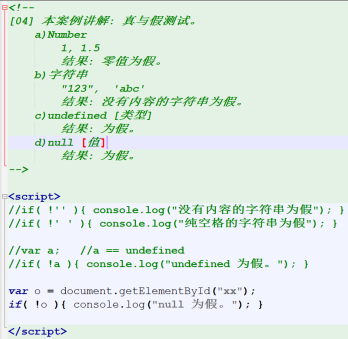 <!--
[04] 本案例讲解: 真与假测试。
a)Number
1, 1.5
结果: 零值为假。
b)字符串
"123", 'abc'
结果: 没有内容的字符串为假。
c)undefined [类型]
结果: 为假。
d)null [值]
结果: 为假。
-->
<script>
//if( !'' ){ console.log("没有内容的字符串为假"); }
//if( !' ' ){ console.log("纯空格的字符串为假"); }
//var a; //a == undefined
//if( !a ){ console.log("undefined 为假。"); }
var o = document.getElementById("xx");
if( !o ){ console.log("null 为假。"); }
</script>